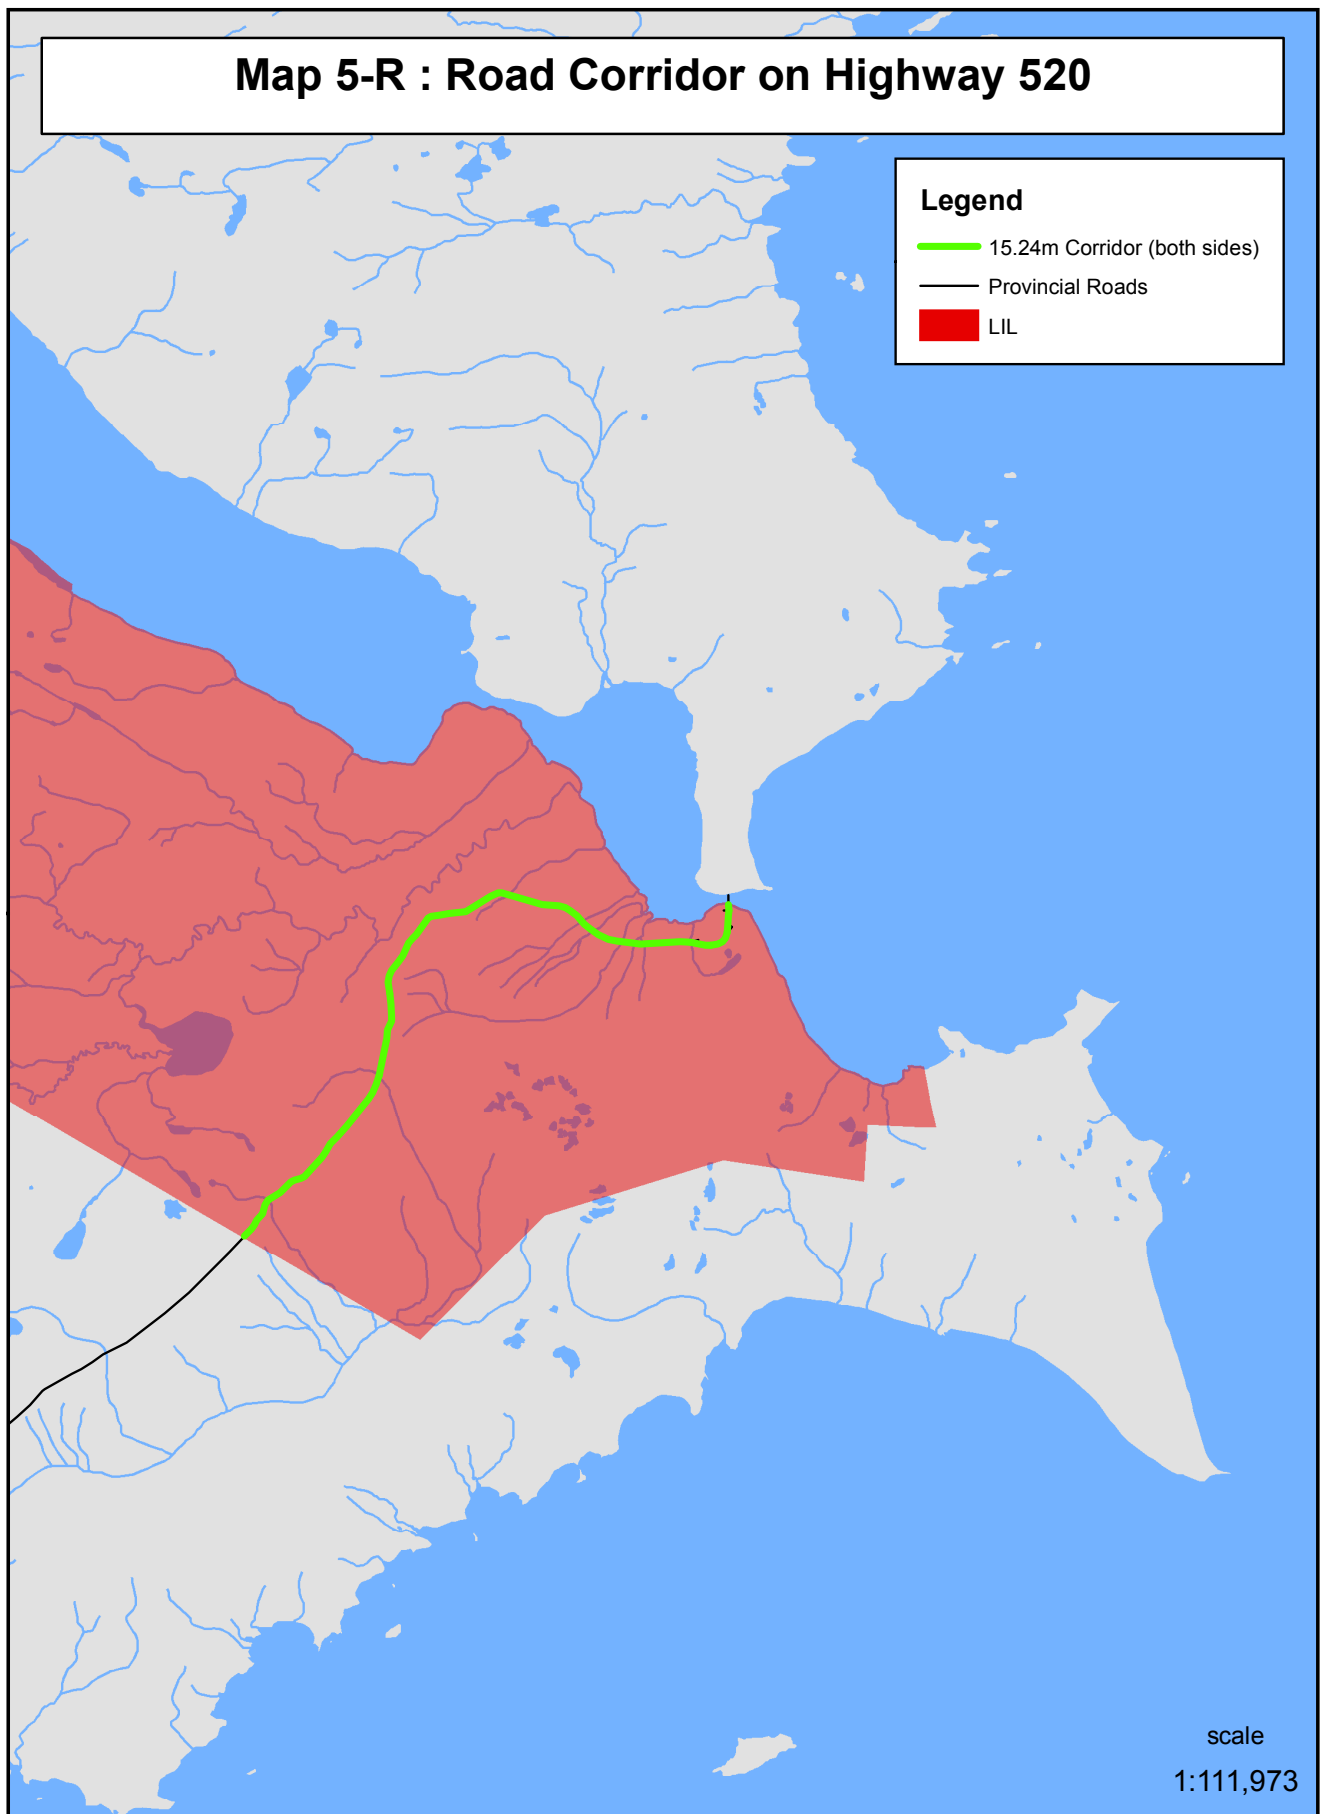 Map 5-R : Road Corridor on Highway 520
Legend
15.24m Corridor (both sides)
Provincial Roads
LIL
scale
1:111,973